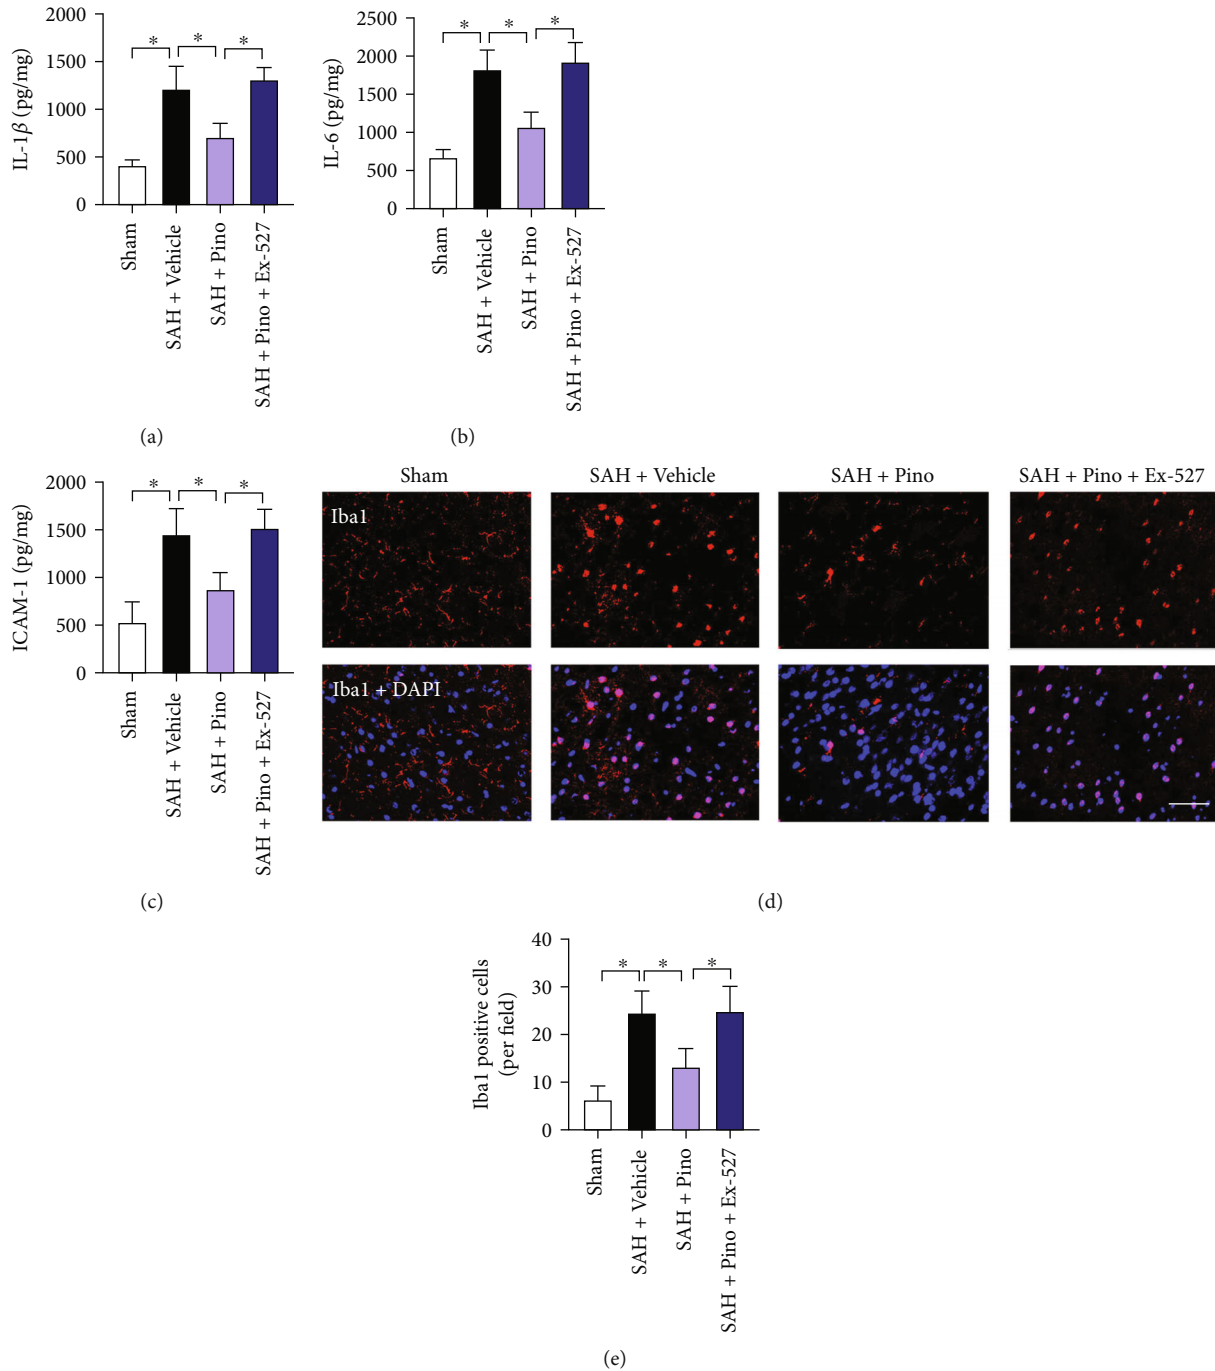 2000
1500
1000
500
0
IL-1β (pg/mg)
* * *
Sham
SAH + Vehicle
SAH + Pino
SAH + Pino + Ex-527
(a)
2500
2000
1500
1000
500
0
IL-6 (pg/mg)
* * *
Sham
SAH + Vehicle
SAH + Pino
SAH + Pino + Ex-527
(b)
2000
1500
1000
500
0
ICAM-1 (pg/mg)
* * *
Sham
SAH + Vehicle
SAH + Pino
SAH + Pino + Ex-527
(c)
Sham SAH + Vehicle SAH + Pino SAH + Pino + Ex-527
Iba1
Iba1 + DAPI
(d)
40
30
20
10
0
Iba1 positive cells
(per field)
* * *
Sham
SAH + Vehicle
SAH + Pino
SAH + Pino + Ex-527
(e)